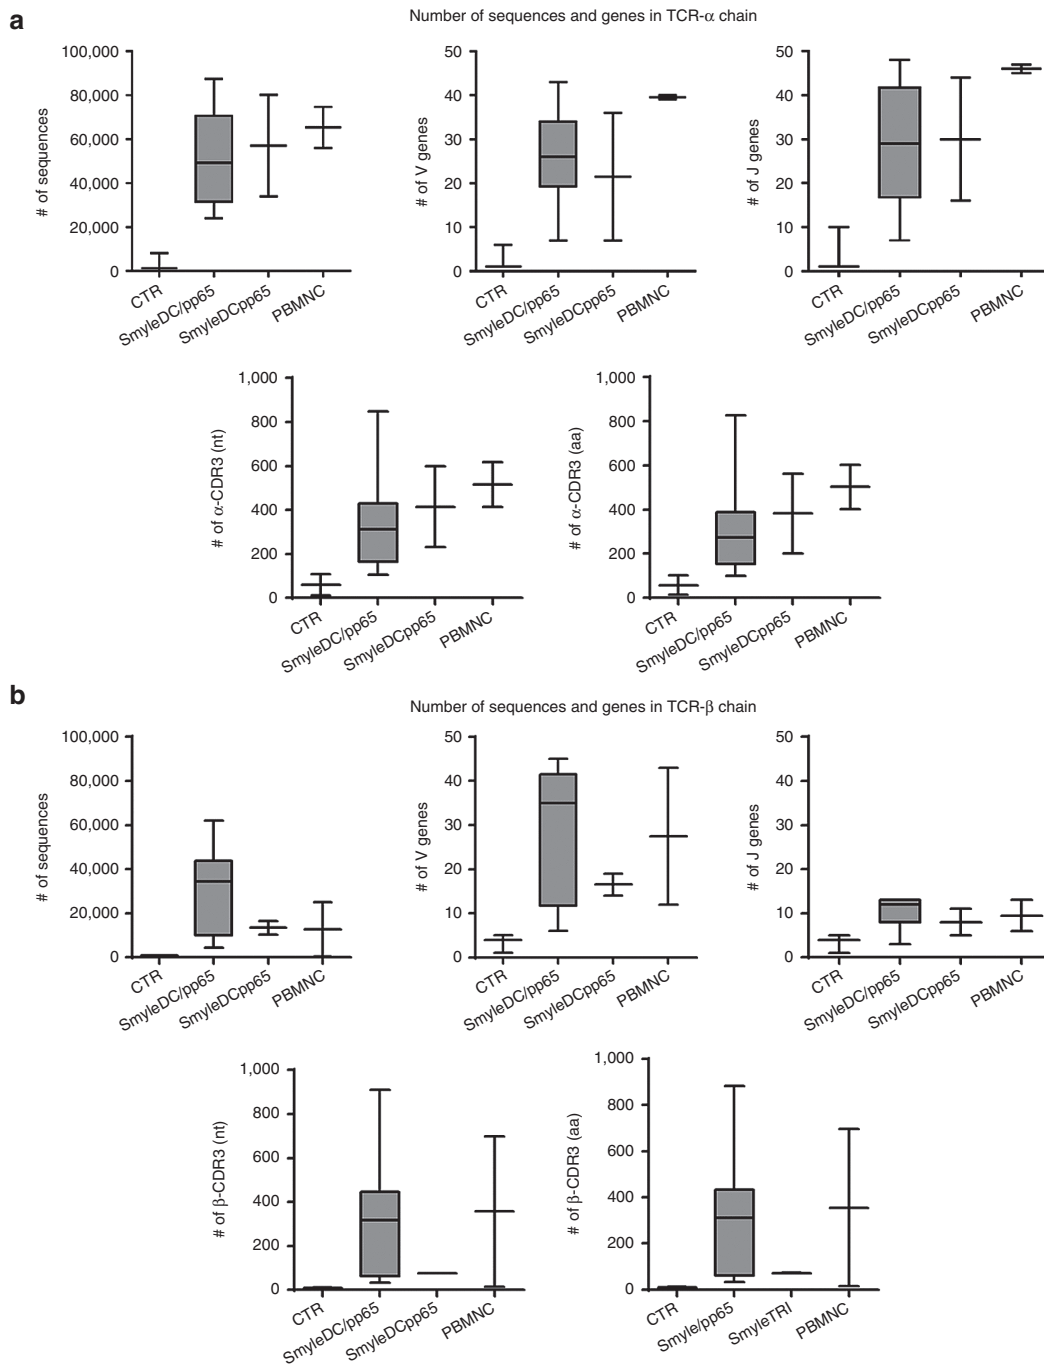 a
Number of sequences and genes in TCR-α chain
# of sequences
100,000
80,000
60,000
40,000
20,000
0
CTR
SmyleDC/pp65
SmyleDCpp65
PBMNC
# of V genes
50
40
30
20
10
0
CTR
SmyleDC/pp65
SmyleDCpp65
PBMNC
# of J genes
50
40
30
20
10
0
CTR
SmyleDC/pp65
SmyleDCpp65
PBMNC
# of α-CDR3 (nt)
1,000
800
600
400
200
0
CTR
SmyleDC/pp65
SmyleDCpp65
PBMNC
# of α-CDR3 (aa)
1,000
800
600
400
200
0
CTR
SmyleDC/pp65
SmyleDCpp65
PBMNC
b
Number of sequences and genes in TCR-β chain
# of sequences
100,000
80,000
60,000
40,000
20,000
0
CTR
SmyleDC/pp65
SmyleDCpp65
PBMNC
# of V genes
50
40
30
20
10
0
CTR
SmyleDC/pp65
SmyleDCpp65
PBMNC
# of J genes
50
40
30
20
10
0
CTR
SmyleDC/pp65
SmyleDCpp65
PBMNC
# of β-CDR3 (nt)
1,000
800
600
400
200
0
CTR
SmyleDC/pp65
SmyleDCpp65
PBMNC
# of β-CDR3 (aa)
1,000
800
600
400
200
0
CTR
Smyle/pp65
SmyleTRI
PBMNC